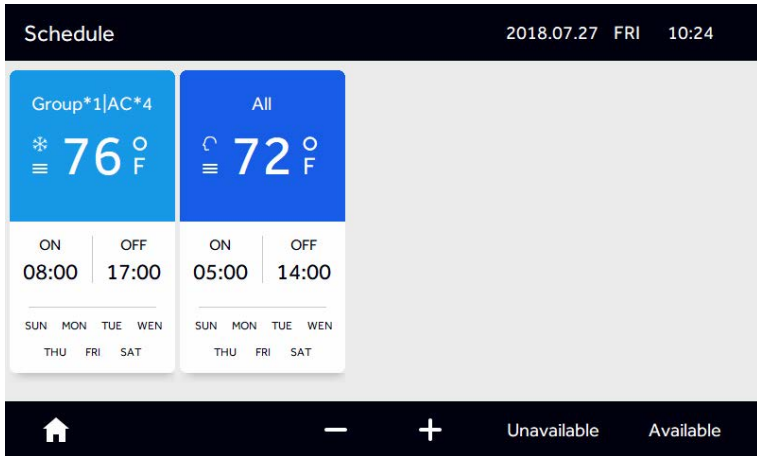 Schedule 2018.07.27 FRI 10:24
Group*1|AC*4
76°F
ON OFF
08:00 17:00
SUN MON TUE WEN
THU FRI SAT
All
72°F
ON OFF
05:00 14:00
SUN MON TUE WEN
THU FRI SAT
− + Unavailable Available